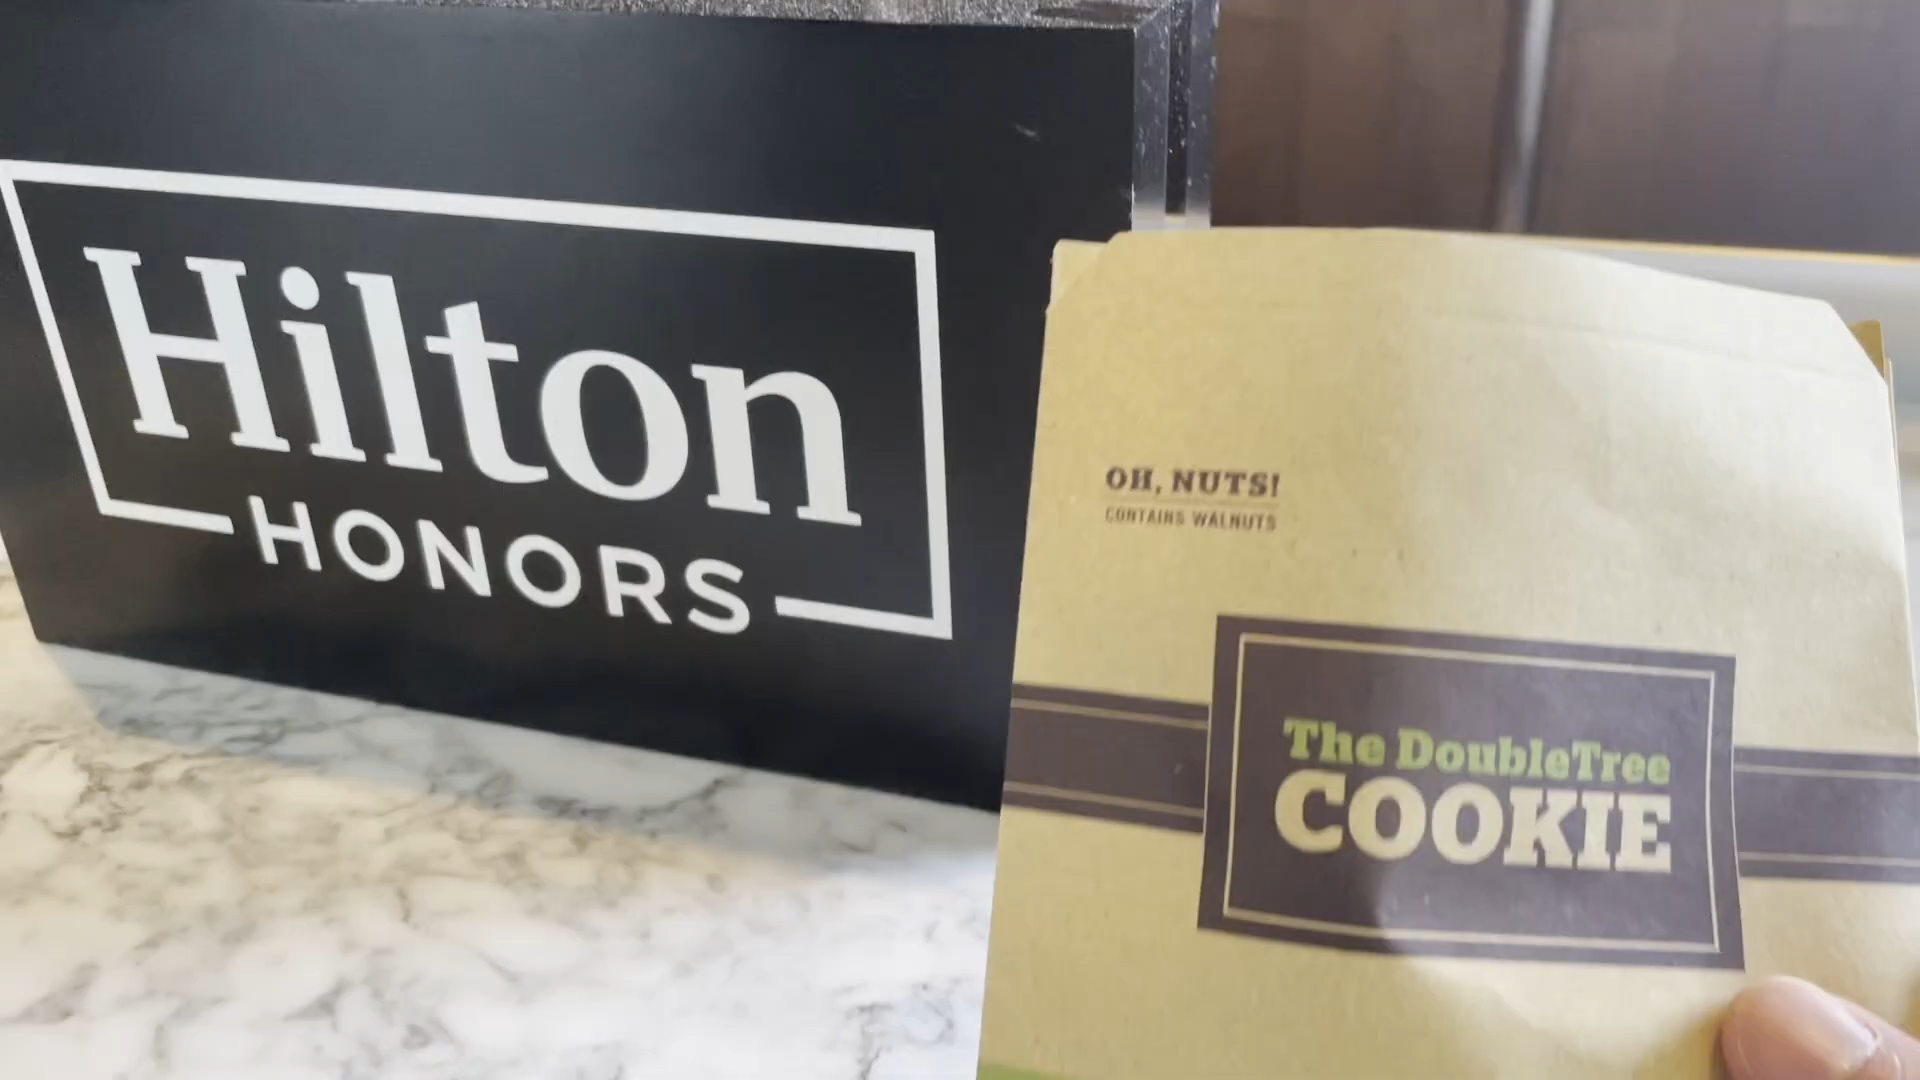 Hilton
HONORS
OH, NUTS!
CONTAINS WALNUTS
The DoubleTree
COOKIE